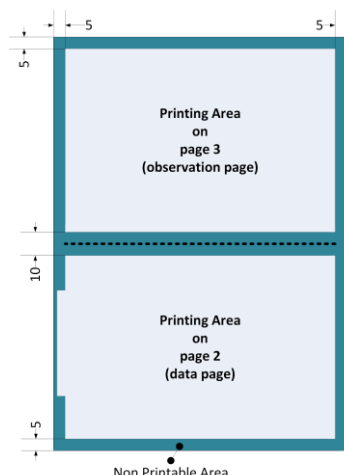 5
5
5
Printing Area
on
page 3
(observation page)
10
Printing Area
on
page 2
(data page)
5
Non Printable Area